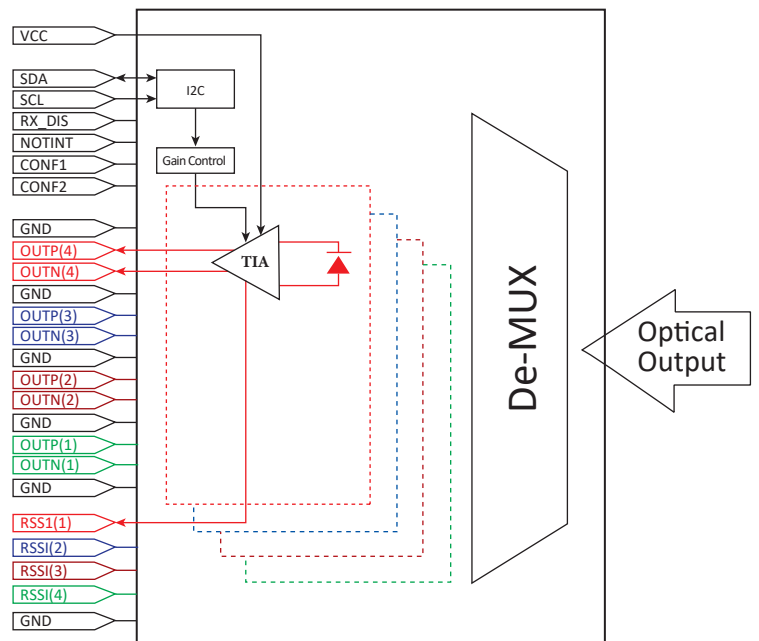 VCC
SDA
SCL
RX_DIS
NOTINT
CONF1
CONF2
GND
OUTP(4)
OUTN(4)
GND
OUTP(3)
OUTN(3)
GND
OUTP(2)
OUTN(2)
GND
OUTP(1)
OUTN(1)
GND
RSS1(1)
RSSI(2)
RSSI(3)
RSSI(4)
GND
I2C
Gain Control
TIA
De-MUX
Optical
Output